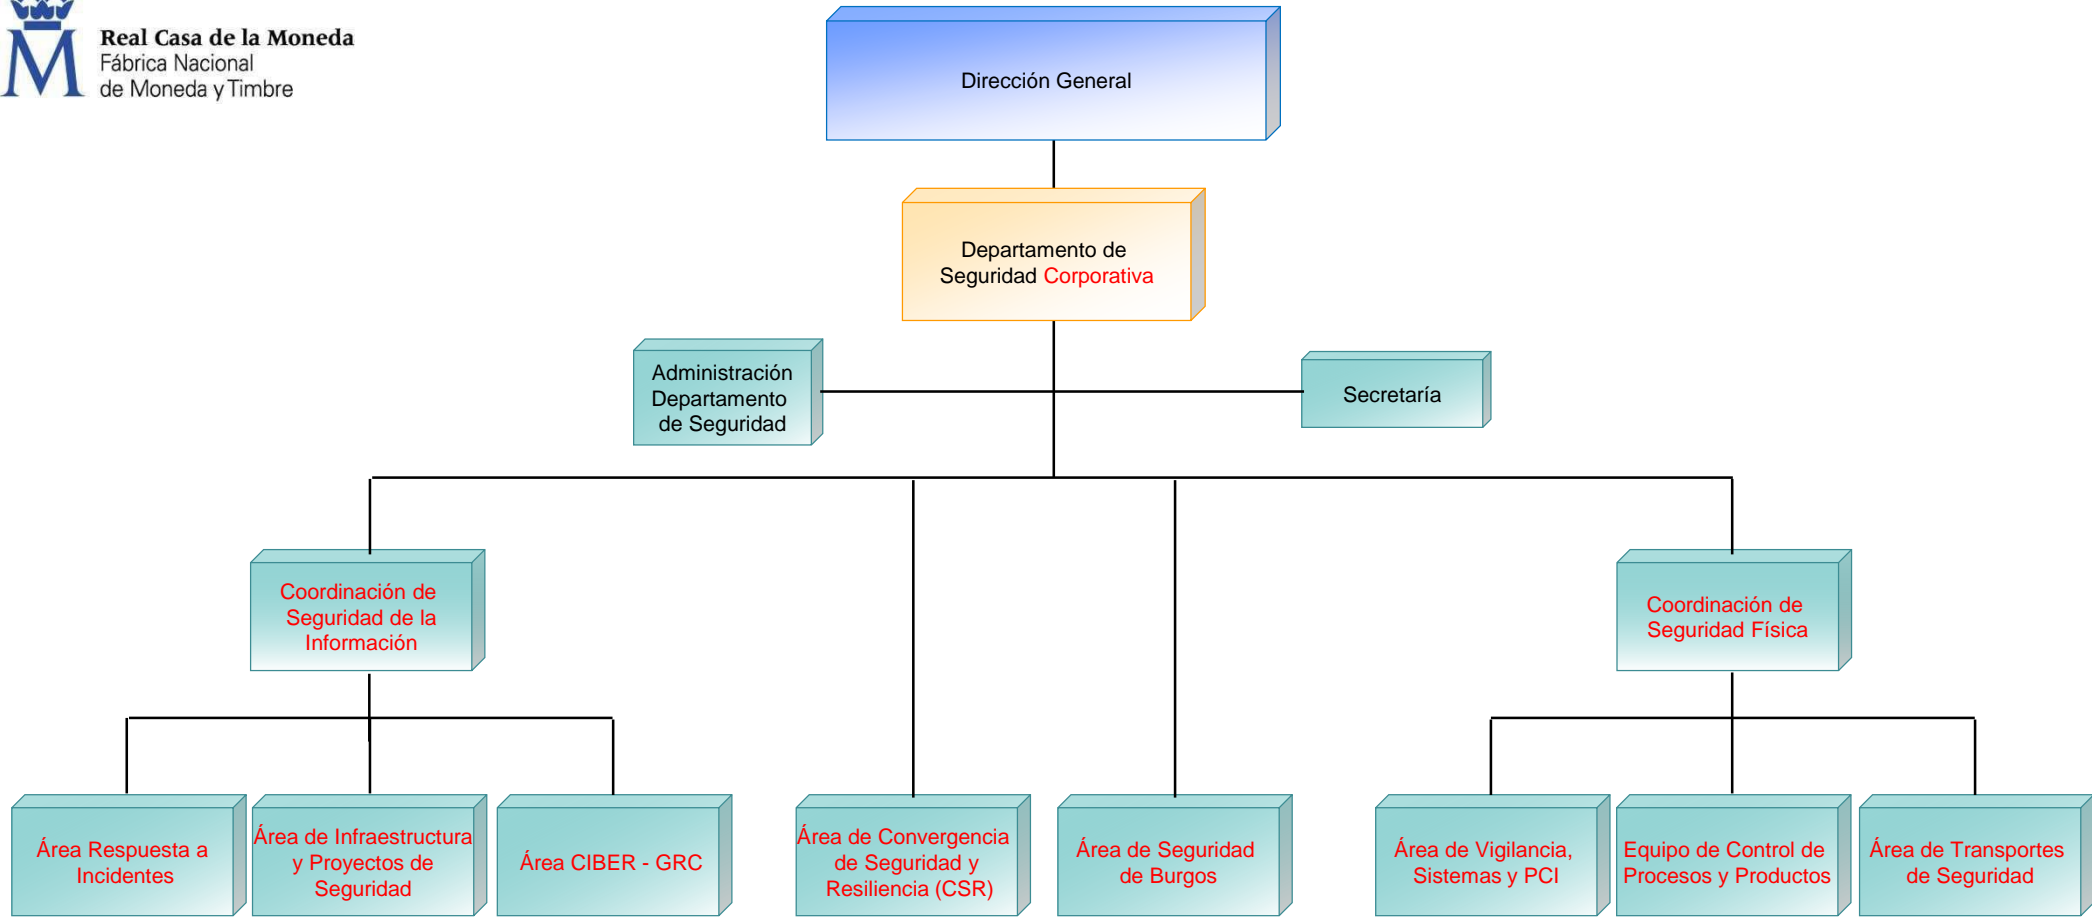 Real Casa de la Moneda
Fábrica Nacional
de Moneda y Timbre
Dirección General
Departamento de
Seguridad Corporativa
Administración
Departamento
de Seguridad
Secretaría
Coordinación de
Seguridad de la
Información
Coordinación de
Seguridad Física
Área Respuesta a
Incidentes
Área de Infraestructura
y Proyectos de
Seguridad
Área CIBER - GRC
Área de Convergencia
de Seguridad y
Resiliencia (CSR)
Área de Seguridad
de Burgos
Área de Vigilancia,
Sistemas y PCI
Equipo de Control de
Procesos y Productos
Área de Transportes
de Seguridad